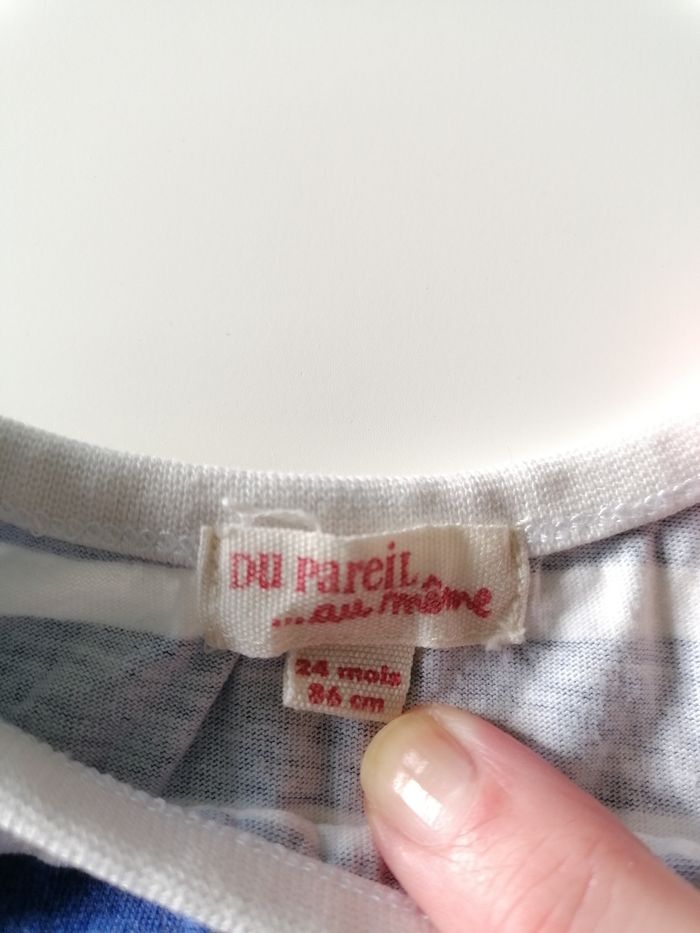 DU PAREIL
...au même
24 mois
86 cm